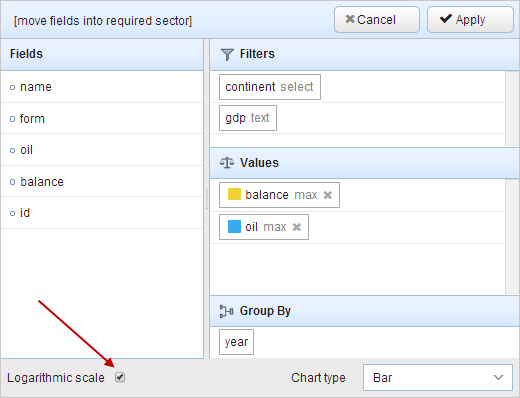 [move fields into required sector]
Cancel
Apply
Fields
name
form
oil
balance
id
Filters
continent select
gdp text
Values
balance max
oil max
Group By
year
Logarithmic scale
Chart type
Bar